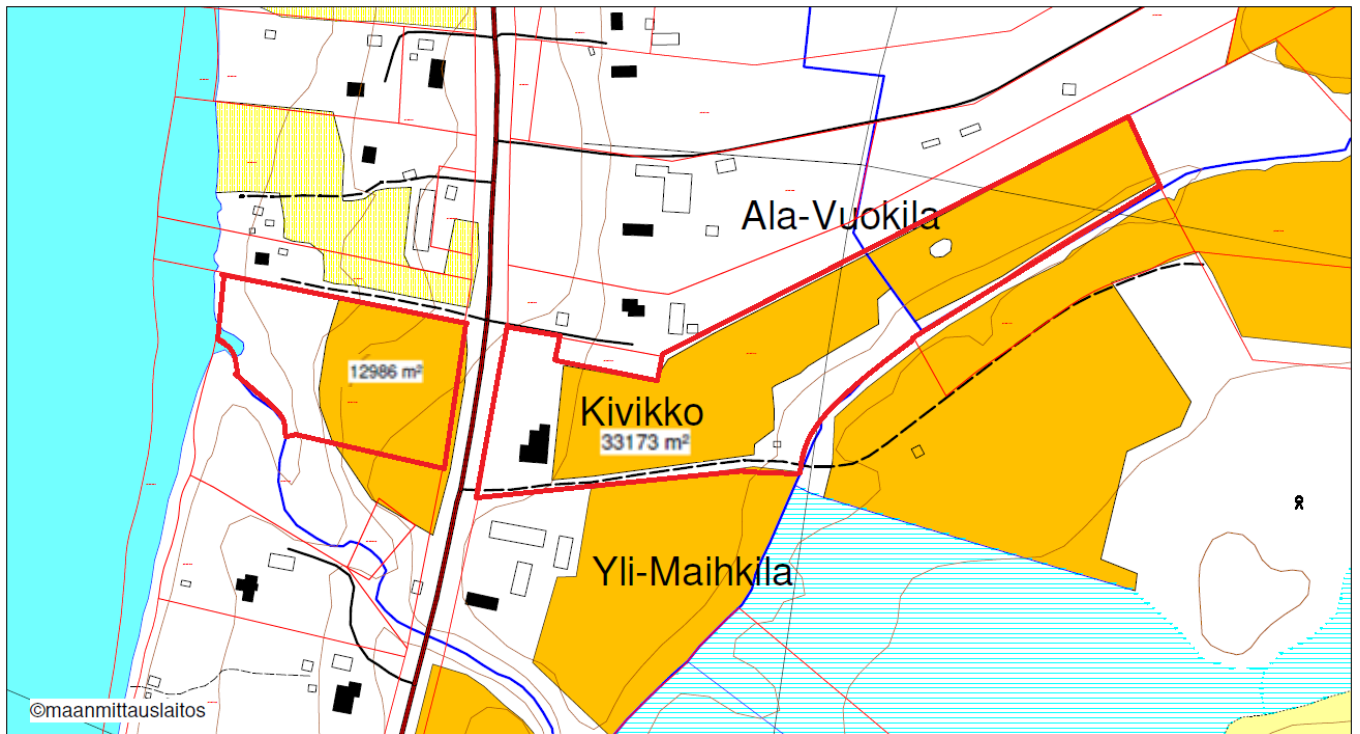 Ala-Vuokila
12986 m²
Kivikko
33173 m²
Yli-Maihkila
©maanmittauslaitos